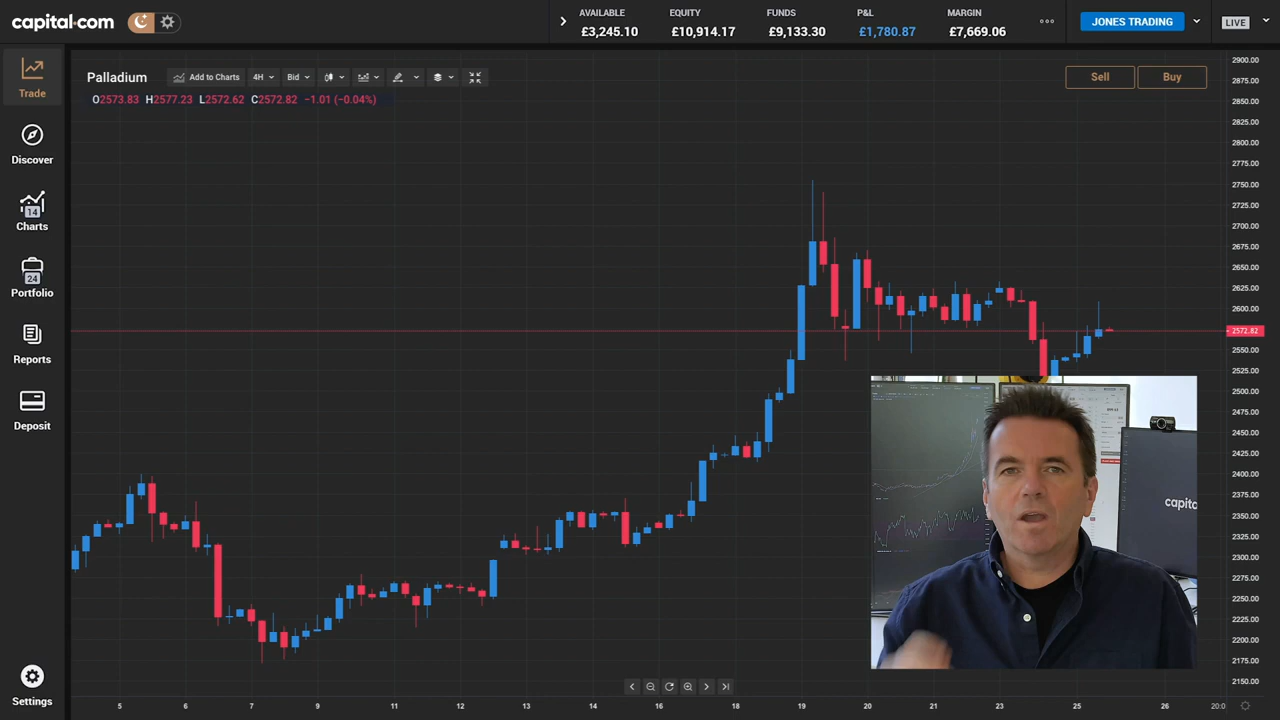 capital.com
AVAILABLE EQUITY FUNDS P&L MARGIN
£3,245.10 £10,914.17 £9,133.30 £1,780.87 £7,669.06
JONES TRADING
LIVE
Trade
Discover
14
Charts
24
Portfolio
Reports
Deposit
Settings
Palladium Add to Charts 4H Bid
O2573.83 H2577.23 L2572.62 C2572.82 −1.01 (−0.04%)
Sell Buy
2900.00
2875.00
2850.00
2825.00
2800.00
2775.00
2750.00
2725.00
2700.00
2675.00
2650.00
2625.00
2600.00
2572.82
2550.00
2525.00
2500.00
2475.00
2450.00
2425.00
2400.00
2375.00
2350.00
2325.00
2300.00
2275.00
2250.00
2225.00
2200.00
2175.00
2150.00
capital
5 6 7 9 11 12 13 14 16 18 19 20 21 23 25 26 20:0